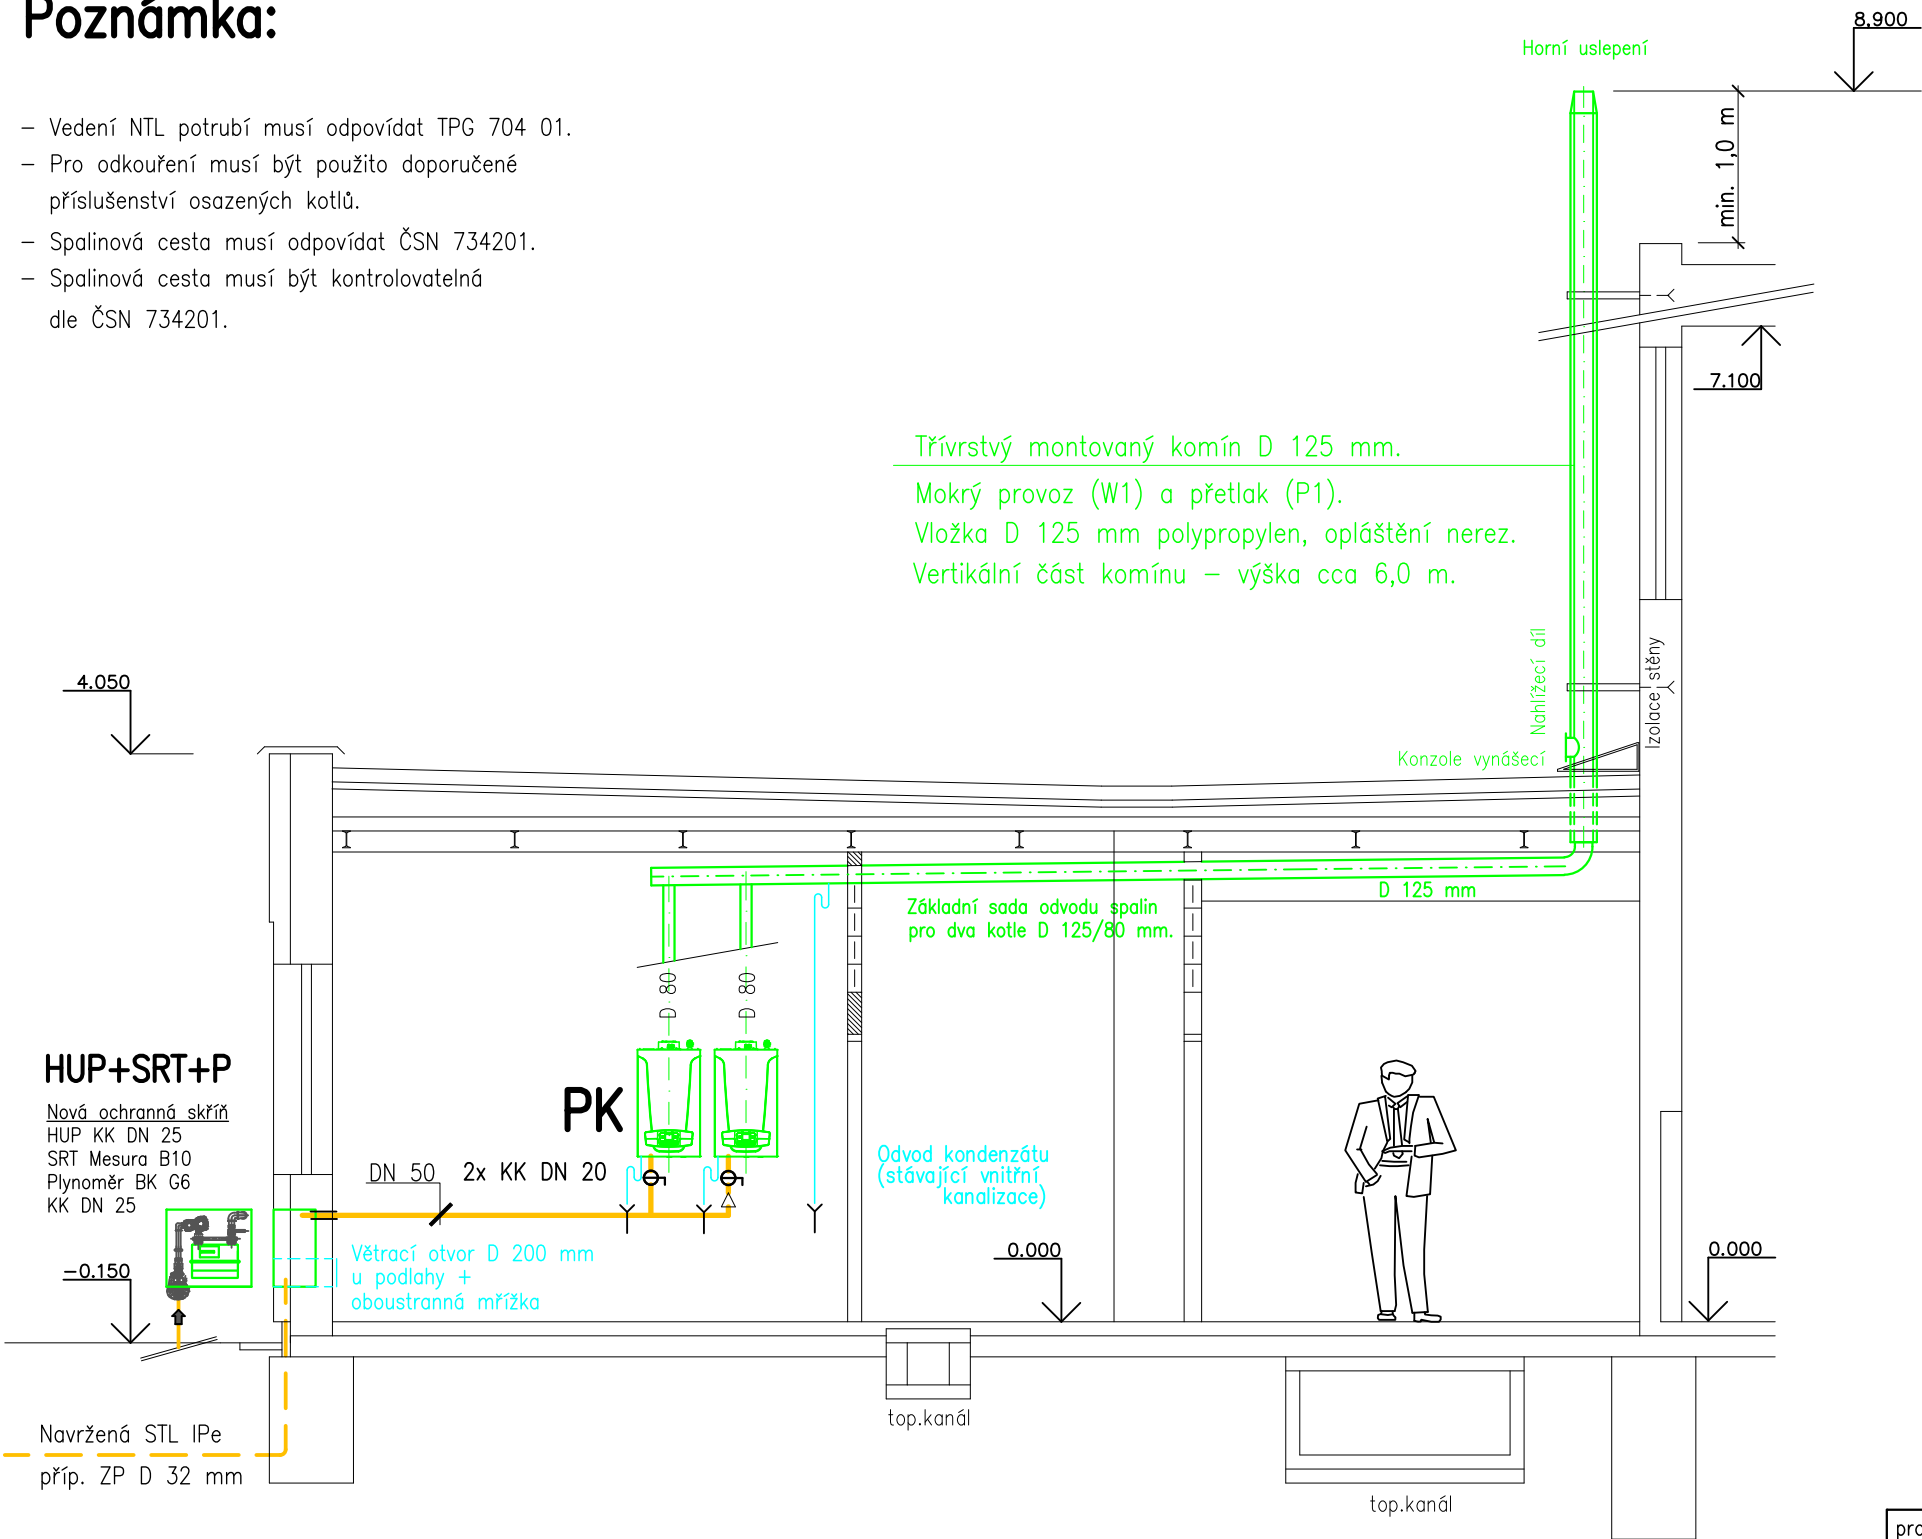 Poznámka:
– Vedení NTL potrubí musí odpovídat TPG 704 01.
– Pro odkouření musí být použito doporučené
příslušenství osazených kotlů.
– Spalinová cesta musí odpovídat ČSN 734201.
– Spalinová cesta musí být kontrolovatelná
dle ČSN 734201.
Horní uslepení
8,900
min. 1,0 m
7.100
Třívrstvý montovaný komín D 125 mm.
Mokrý provoz (W1) a přetlak (P1).
Vložka D 125 mm polypropylen, opláštění nerez.
Vertikální část komínu – výška cca 6,0 m.
Nahlížecí díl
Izolace stěny
Konzole vynášecí
4.050
D 125 mm
Základní sada odvodu spalin
pro dva kotle D 125/80 mm.
D 80
D 80
HUP+SRT+P
Nová ochranná skříň
HUP KK DN 25
SRT Mesura B10
Plynoměr BK G6
KK DN 25
PK
DN 50
2x KK DN 20
Odvod kondenzátu
(stávající vnitřní
kanalizace)
Větrací otvor D 200 mm
u podlahy +
oboustranná mřížka
-0.150
0.000
0.000
top.kanál
top.kanál
Navržená STL IPe
příp. ZP D 32 mm